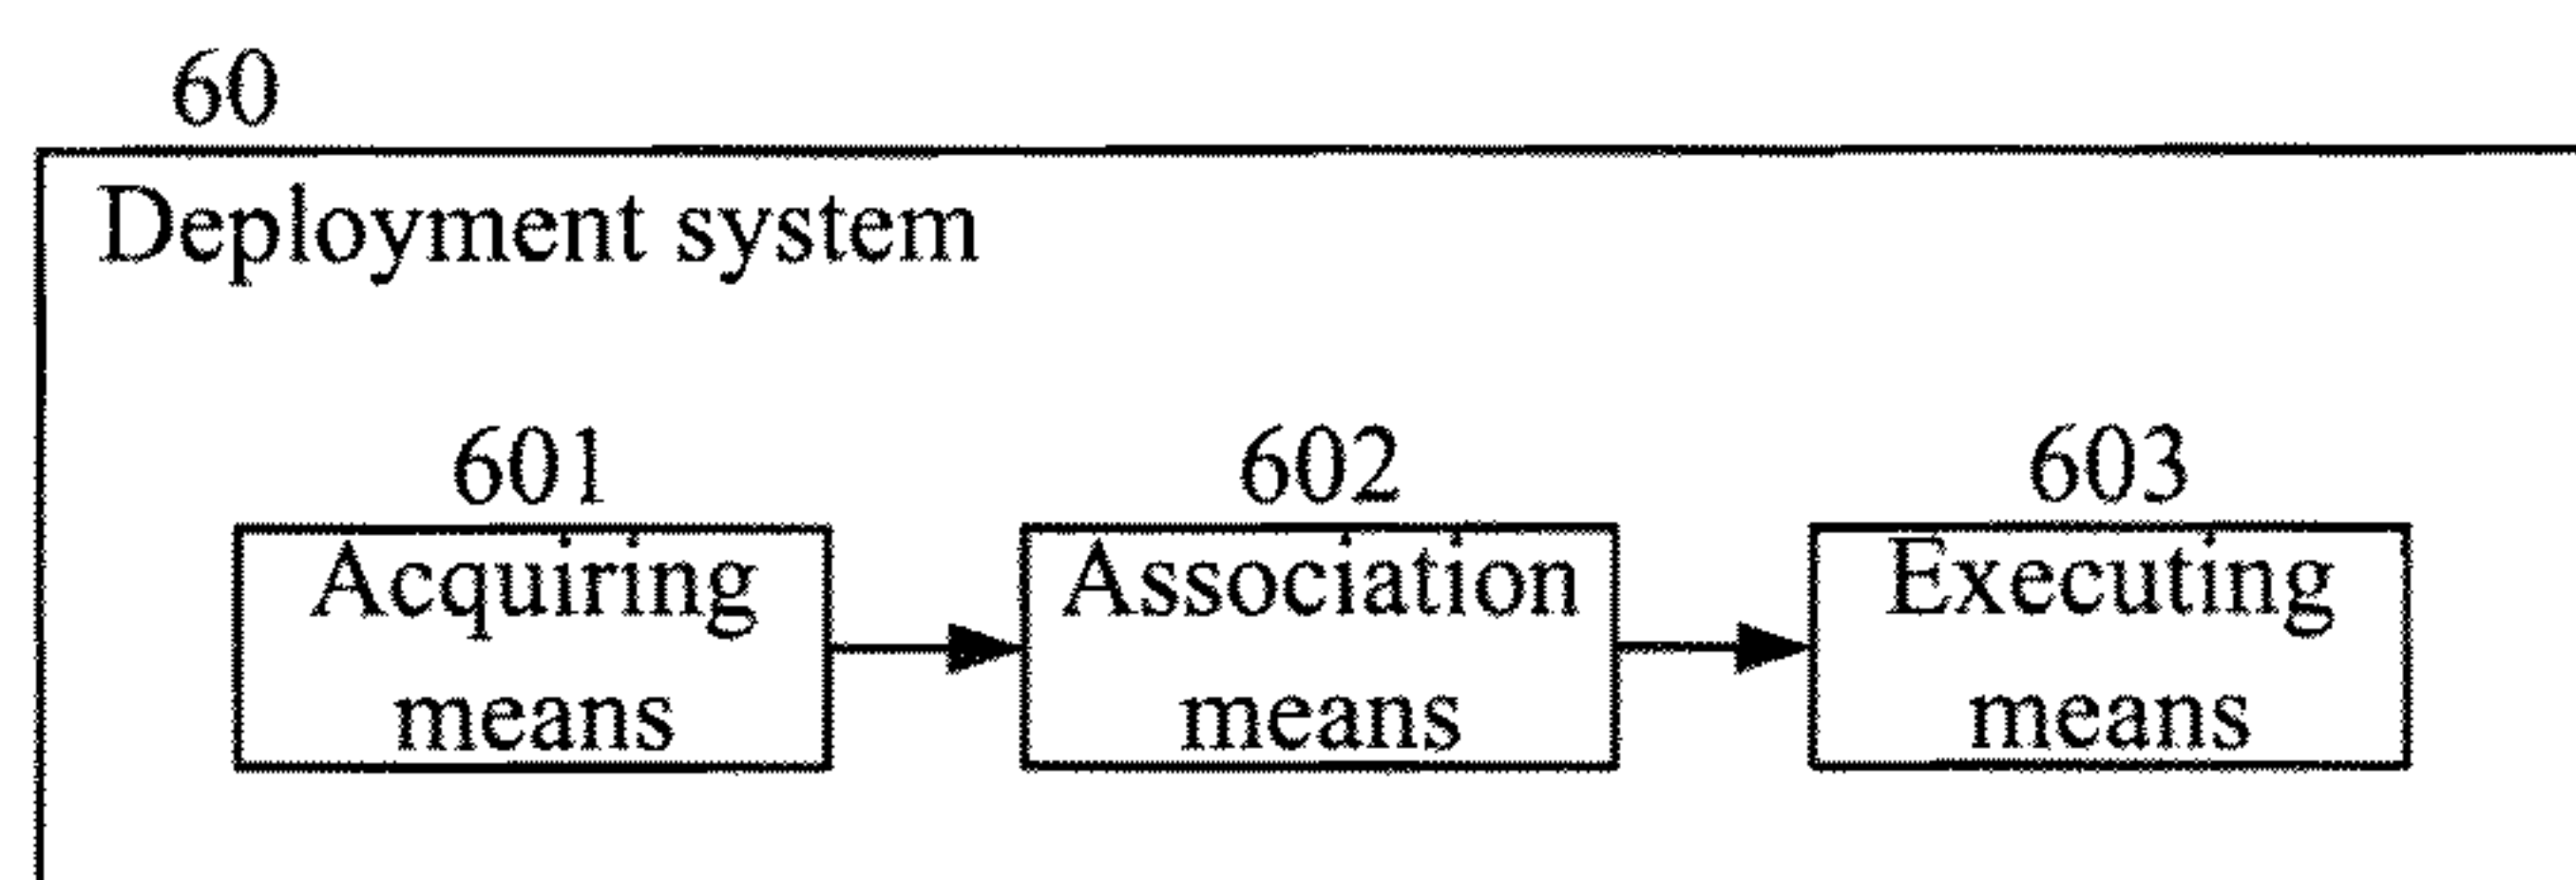 60
Deployment system
601
602
603
Acquiring
means
Association
means
Executing
means